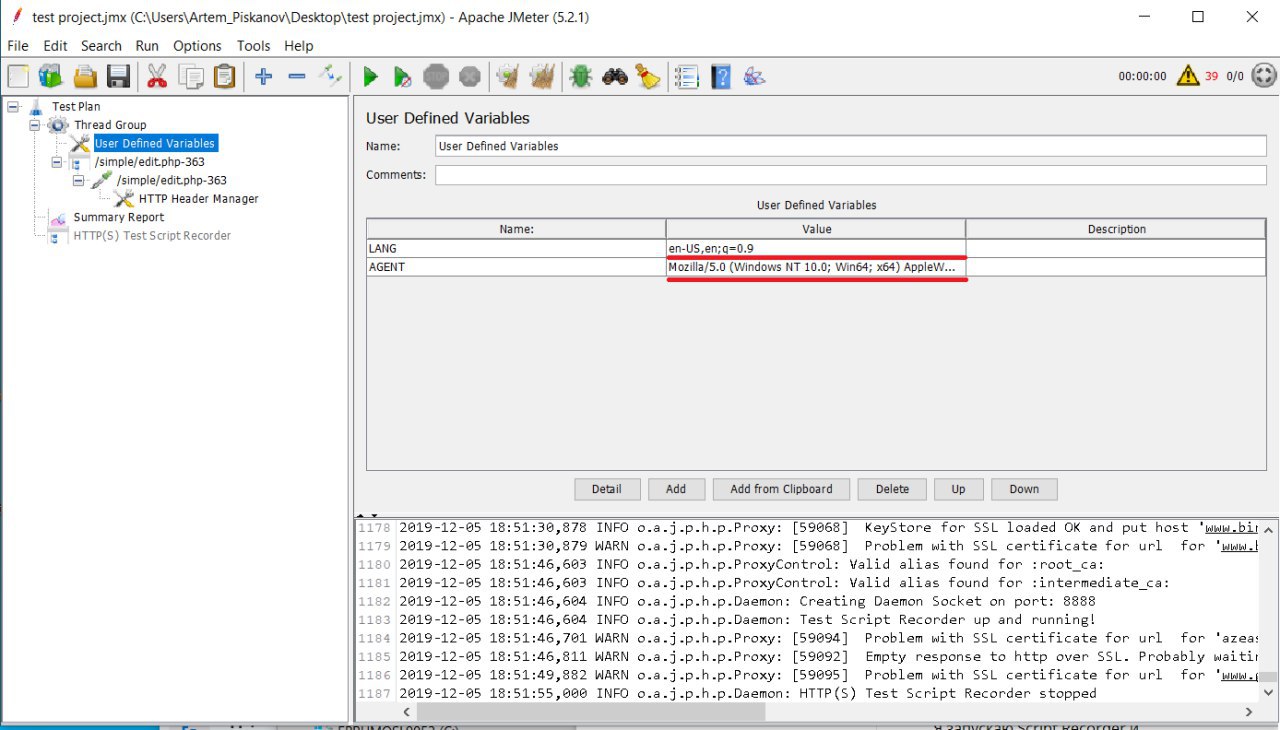 test project.jmx (C:\Users\Artem_Piskanov\Desktop\test project.jmx) - Apache JMeter (5.2.1)
File Edit Search Run Options Tools Help
STOP
00:00:00 39 0/0
Test Plan
Thread Group
User Defined Variables
/simple/edit.php-363
/simple/edit.php-363
HTTP Header Manager
Summary Report
HTTP(S) Test Script Recorder
User Defined Variables
Name: User Defined Variables
Comments:
User Defined Variables
Name: Value Description
LANG en-US,en;q=0.9
AGENT Mozilla/5.0 (Windows NT 10.0; Win64; x64) AppleW...
Detail Add Add from Clipboard Delete Up Down
1178 2019-12-05 18:51:30,878 INFO o.a.j.p.h.p.Proxy: [59068] KeyStore for SSL loaded OK and put host 'www.bin
1179 2019-12-05 18:51:30,879 WARN o.a.j.p.h.p.Proxy: [59068] Problem with SSL certificate for url for 'www.b
1180 2019-12-05 18:51:46,603 INFO o.a.j.p.h.p.ProxyControl: Valid alias found for :root_ca:
1181 2019-12-05 18:51:46,603 INFO o.a.j.p.h.p.ProxyControl: Valid alias found for :intermediate_ca:
1182 2019-12-05 18:51:46,604 INFO o.a.j.p.h.p.Daemon: Creating Daemon Socket on port: 8888
1183 2019-12-05 18:51:46,604 INFO o.a.j.p.h.p.Daemon: Test Script Recorder up and running!
1184 2019-12-05 18:51:46,701 WARN o.a.j.p.h.p.Proxy: [59094] Problem with SSL certificate for url for 'azeas
1185 2019-12-05 18:51:46,811 WARN o.a.j.p.h.p.Proxy: [59092] Empty response to http over SSL. Probably waitin
1186 2019-12-05 18:51:49,882 WARN o.a.j.p.h.p.Proxy: [59095] Problem with SSL certificate for url for 'www.
1187 2019-12-05 18:51:55,000 INFO o.a.j.p.h.p.Daemon: HTTP(S) Test Script Recorder stopped
Я запускаю Script Recorder и